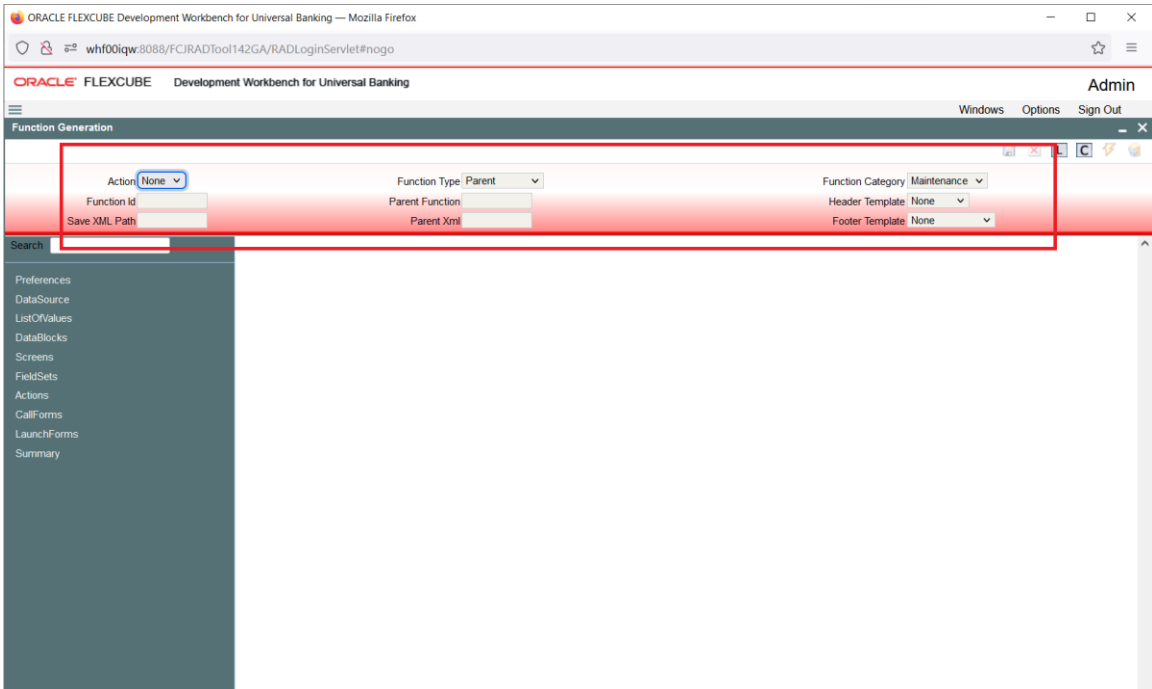 ORACLE FLEXCUBE Development Workbench for Universal Banking — Mozilla Firefox
whf00iqw:8088/FCJRADTool142GA/RADLoginServlet#nogo
ORACLE FLEXCUBE Development Workbench for Universal Banking Admin
Windows Options Sign Out
Function Generation
L C
Action None Function Type Parent Function Category Maintenance
Function Id Parent Function Header Template None
Save XML Path Parent Xml Footer Template None
Search
Preferences
DataSource
ListOfValues
DataBlocks
Screens
FieldSets
Actions
CallForms
LaunchForms
Summary